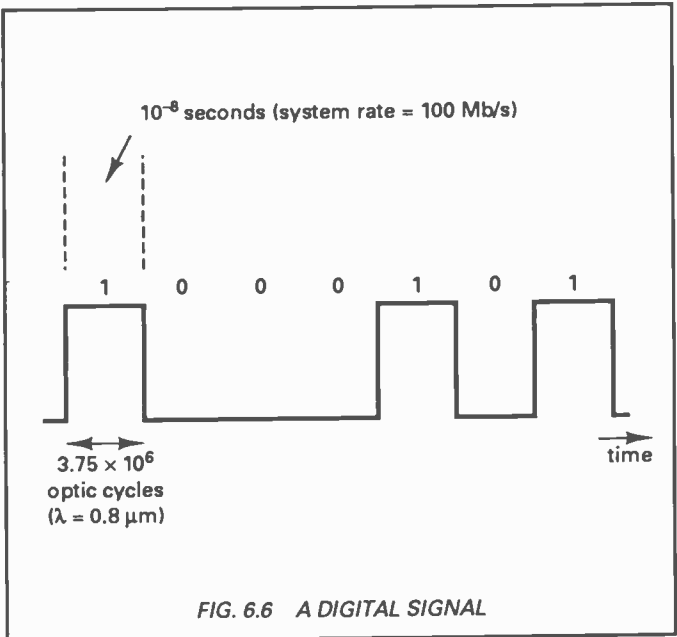 10⁻⁸ seconds (system rate = 100 Mb/s)
1 0 0 0 1 0 1
3.75 × 10⁶
optic cycles
(λ = 0.8 μm)
time
FIG. 6.6 A DIGITAL SIGNAL